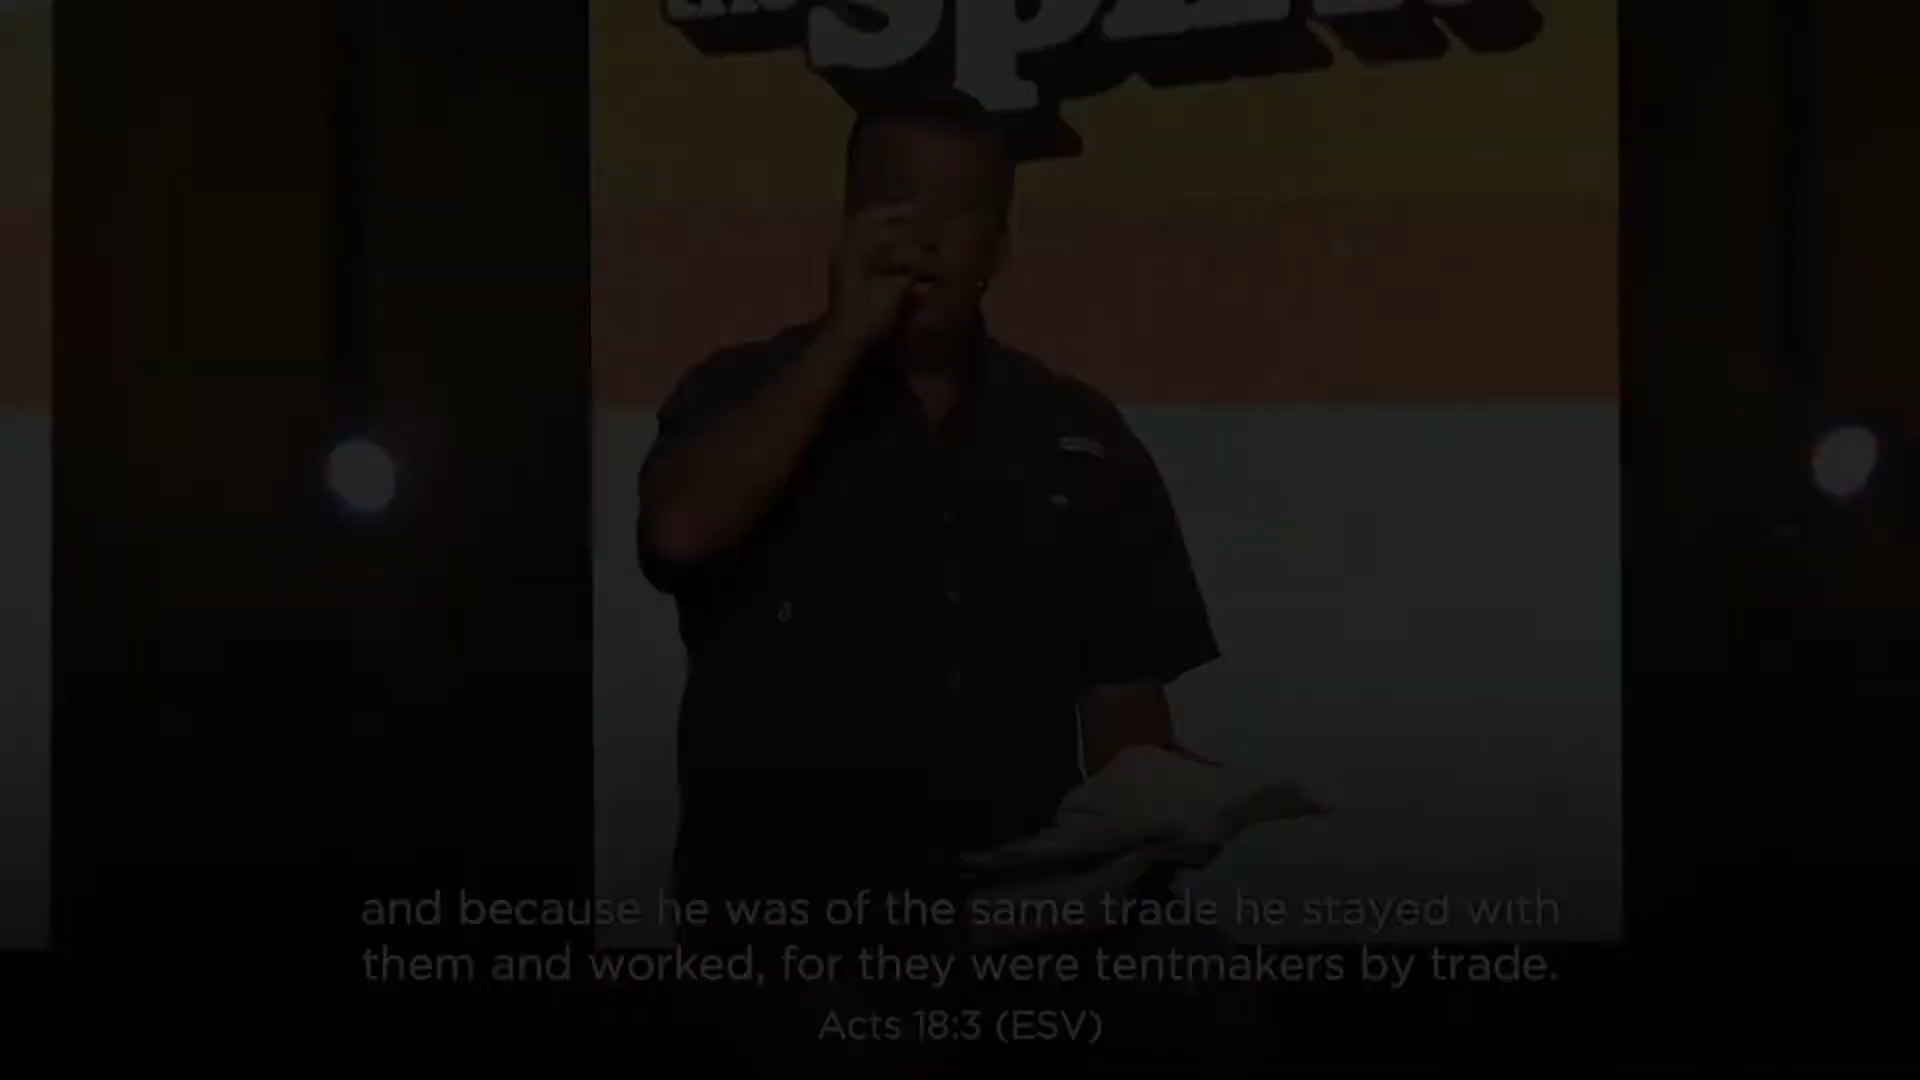 and because he was of the same trade he stayed with
them and worked, for they were tentmakers by trade.
Acts 18:3 (ESV)